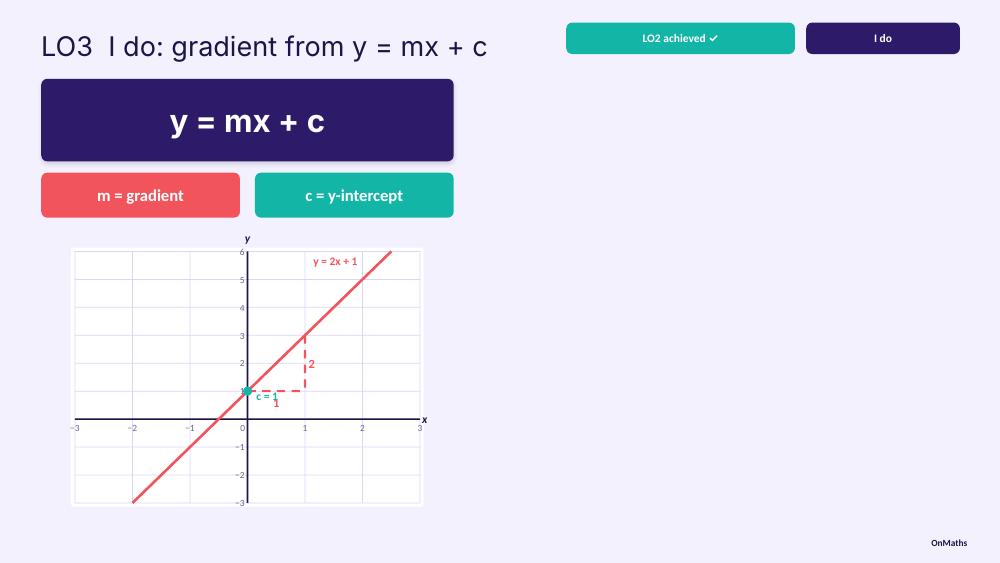 LO3 I do: gradient from y = mx + c
LO2 achieved ✓
I do
y = mx + c
m = gradient
c = y-intercept
y
6
y = 2x + 1
5
4
3
2
2
1
c = 1
1
x
−3
−2
−1
0
1
2
3
−1
−2
−3
OnMaths